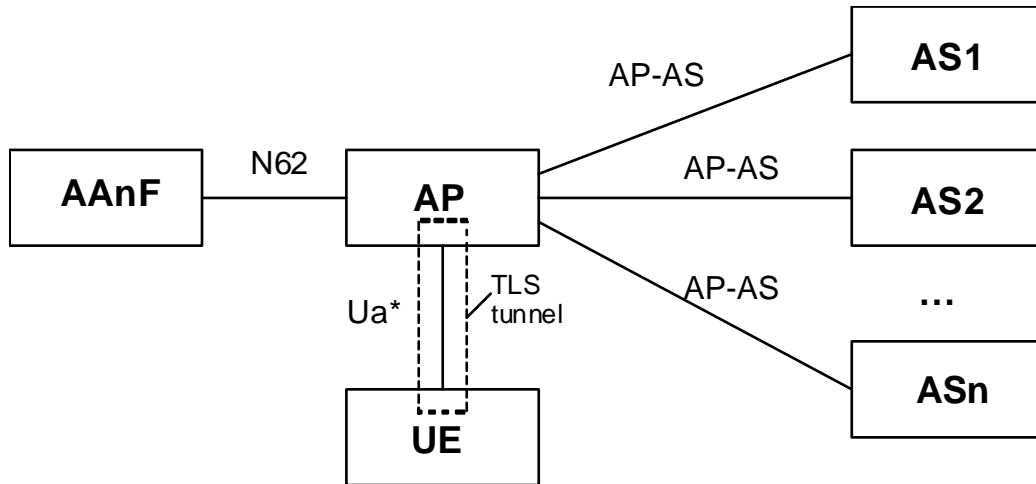 AS1
AP-AS
N62
AP-AS
AAnF
AP
AS2
AP-AS
...
Ua*
TLS
tunnel
ASn
UE